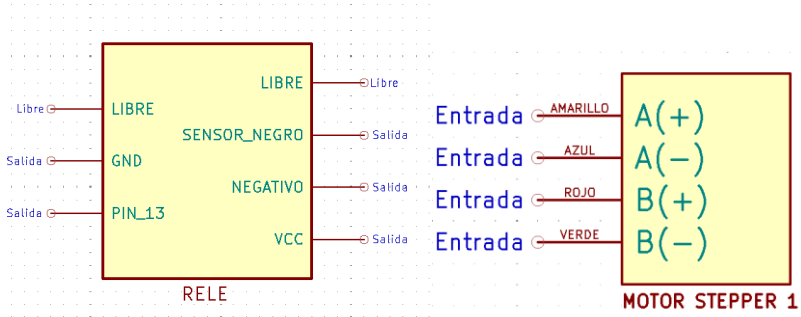 LIBRE Libre
Libre LIBRE
SENSOR_NEGRO Salida
Salida GND
NEGATIVO Salida
Salida PIN_13
VCC Salida
RELE
Entrada AMARILLO A(+)
Entrada AZUL A(-)
Entrada ROJO B(+)
Entrada VERDE B(-)
MOTOR STEPPER 1